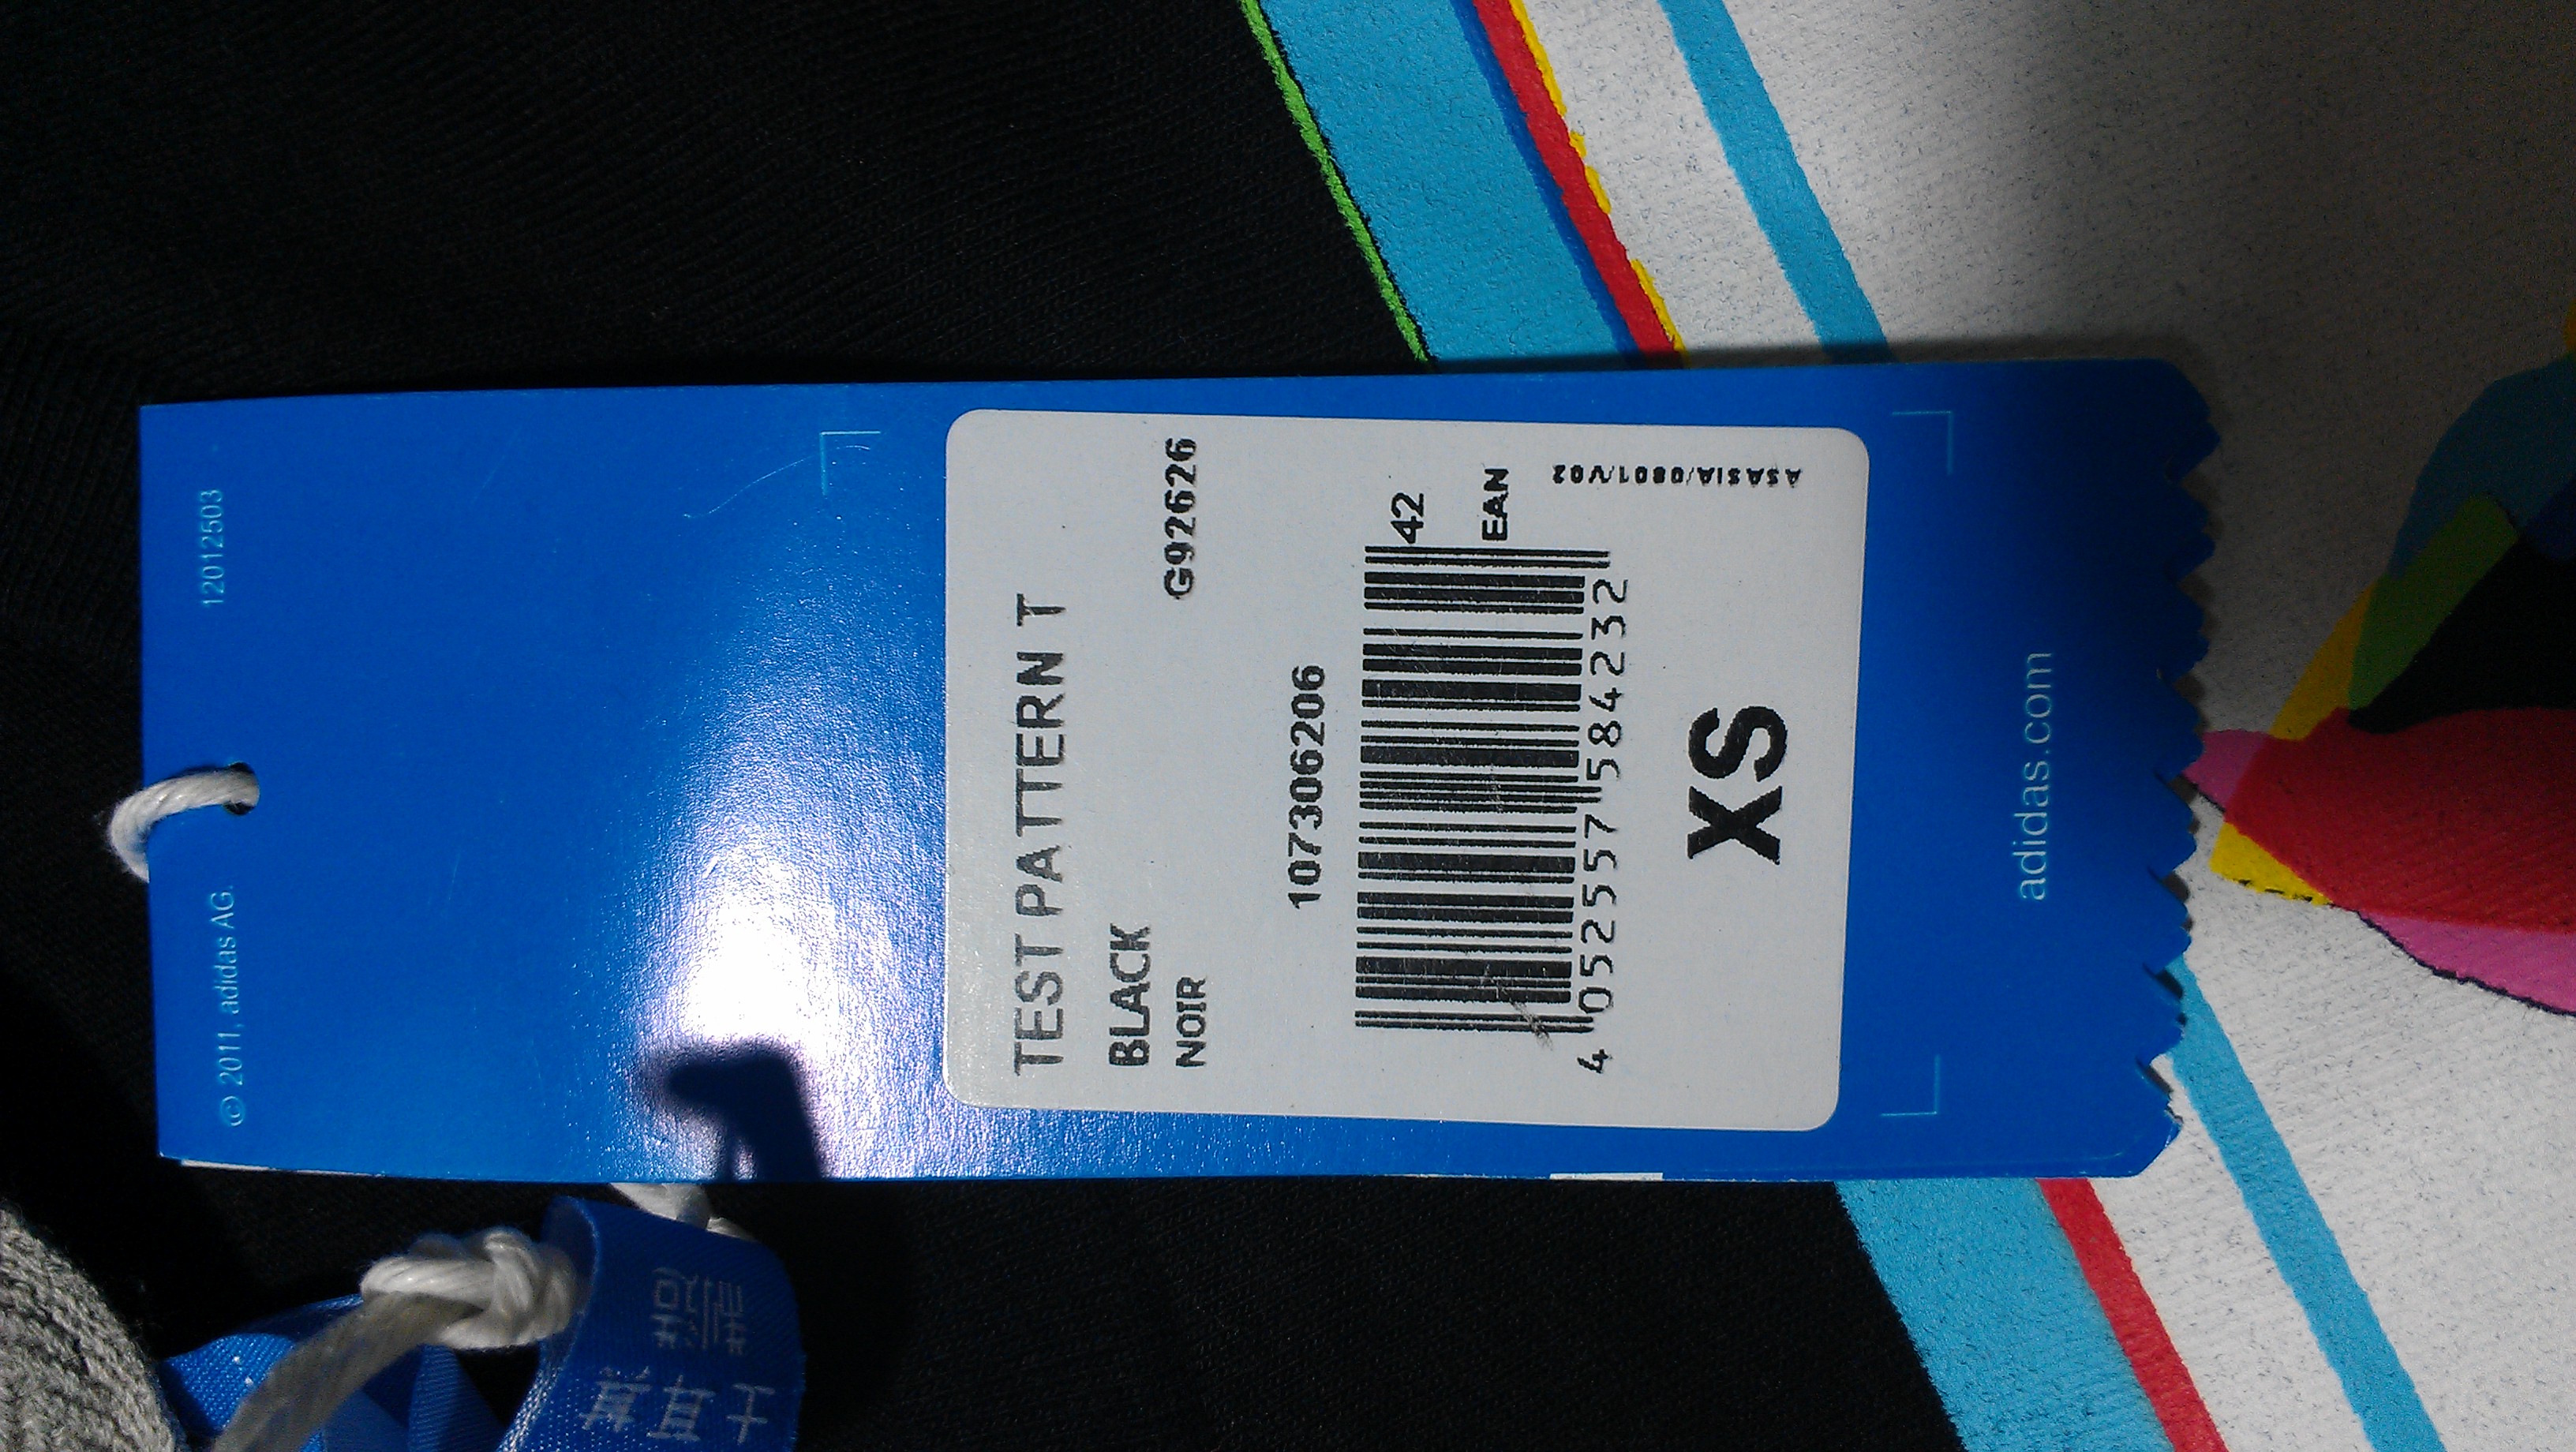 © 2011, adidas AG.
12012503
TEST PATTERN T
BLACK
NOIR
G92626
107306206
42
EAN
4 052557 584232
ASASIA/0801/V02
XS
adidas.com